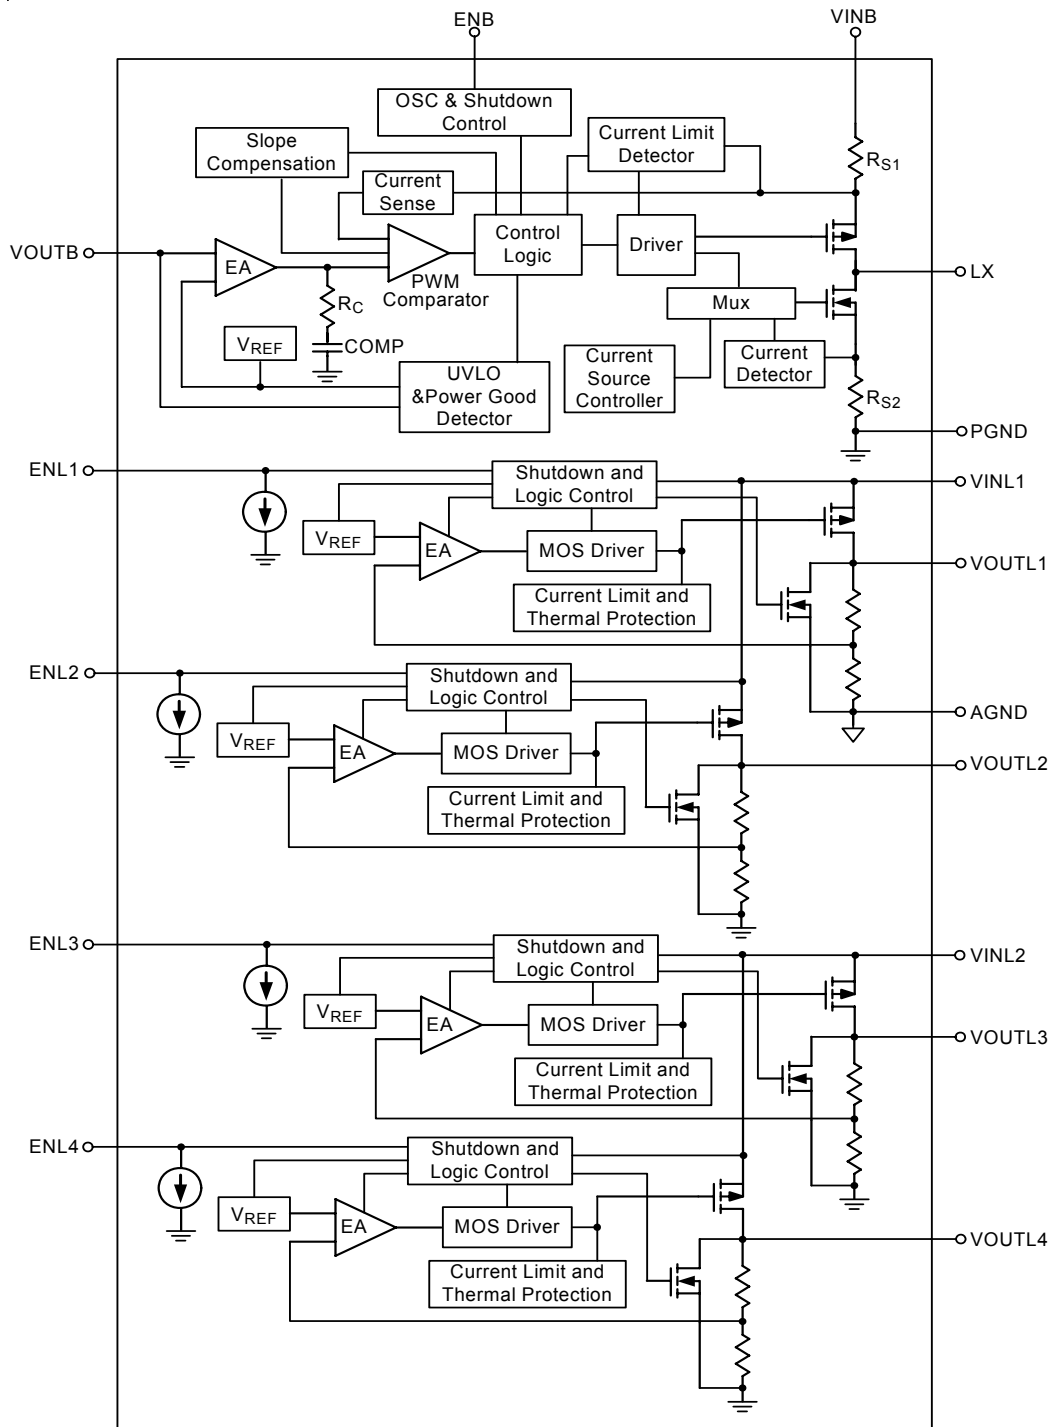 ENB
VINB
OSC & Shutdown
Control
Slope
Compensation
Current Limit
Detector
RS1
Current
Sense
VOUTB
EA
Control
Logic
Driver
PWM
Comparator
LX
RC
Mux
VREF
COMP
UVLO
&Power Good
Detector
Current
Source
Controller
Current
Detector
RS2
PGND
ENL1
Shutdown and
Logic Control
VINL1
VREF
EA
MOS Driver
VOUTL1
Current Limit and
Thermal Protection
ENL2
Shutdown and
Logic Control
AGND
VREF
EA
MOS Driver
VOUTL2
Current Limit and
Thermal Protection
ENL3
Shutdown and
Logic Control
VINL2
VREF
EA
MOS Driver
VOUTL3
Current Limit and
Thermal Protection
ENL4
Shutdown and
Logic Control
VREF
EA
MOS Driver
VOUTL4
Current Limit and
Thermal Protection